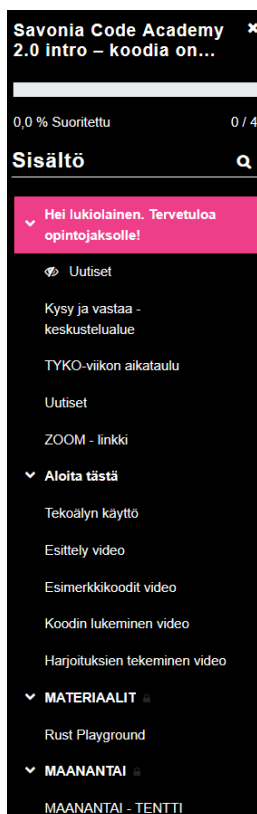 Savonia Code Academy
2.0 intro – koodia on...
0,0 % Suoritettu 0 / 4
Sisältö
Hei lukiolainen. Tervetuloa
opintojaksolle!
Uutiset
Kysy ja vastaa -
keskustelualue
TYKO-viikon aikataulu
Uutiset
ZOOM - linkki
Aloita tästä
Tekoälyn käyttö
Esittely video
Esimerkkikoodit video
Koodin lukeminen video
Harjoituksien tekeminen video
MATERIAALIT
Rust Playground
MAANANTAI
MAANANTAI - TENTTI